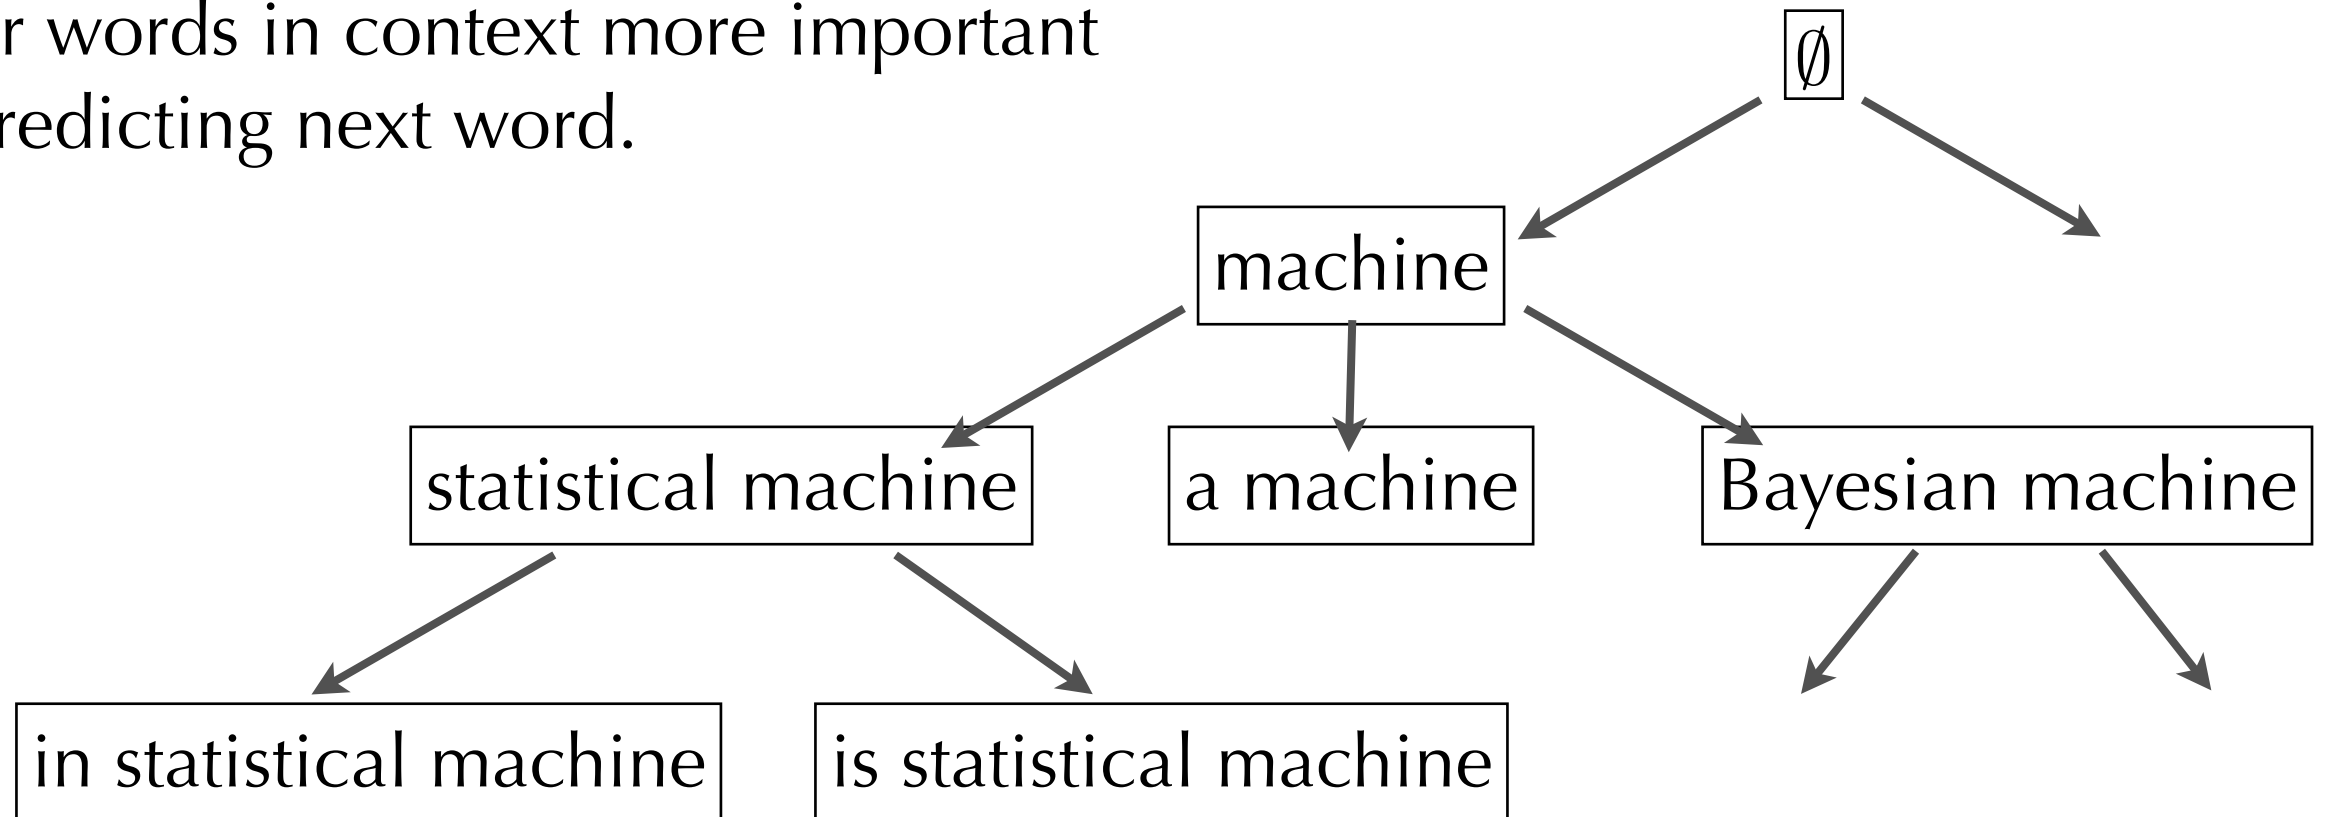 r words in context more important
redicting next word.
∅
machine
statistical machine
a machine
Bayesian machine
in statistical machine
is statistical machine